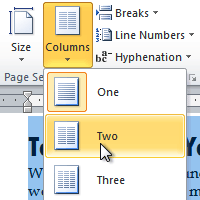 Breaks
Size Columns Line Numbers
Hyphenation
Page Se
One
Two
Three